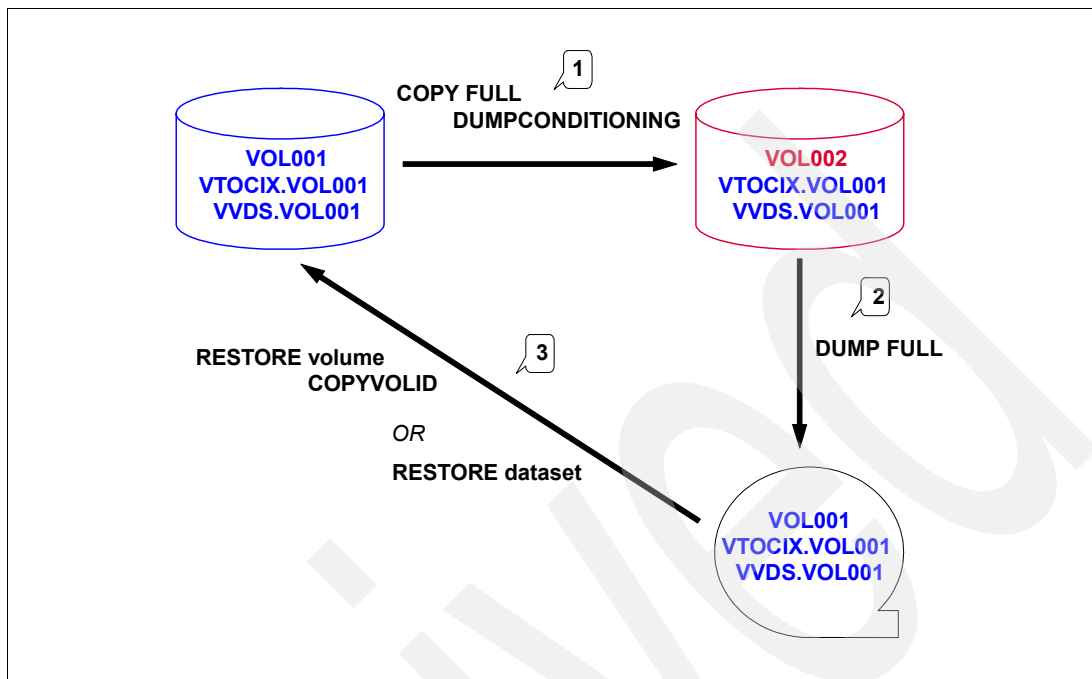 1
COPY FULL
DUMPCONDITIONING
VOL001
VTOCIX.VOL001
VVDS.VOL001
VOL002
VTOCIX.VOL001
VVDS.VOL001
2
DUMP FULL
3
RESTORE volume
COPYVOLID
OR
RESTORE dataset
VOL001
VTOCIX.VOL001
VVDS.VOL001